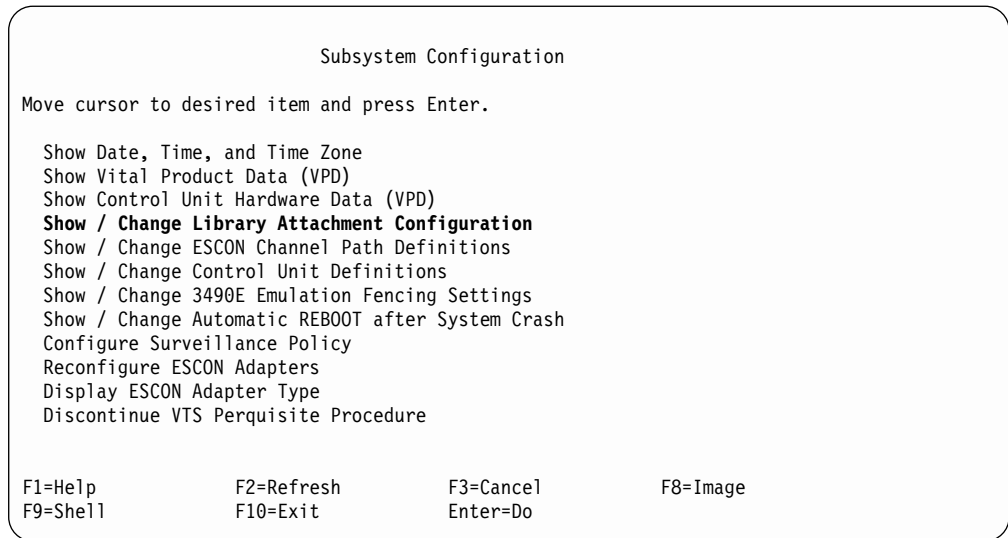 Subsystem Configuration
Move cursor to desired item and press Enter.
Show Date, Time, and Time Zone
Show Vital Product Data (VPD)
Show Control Unit Hardware Data (VPD)
Show / Change Library Attachment Configuration
Show / Change ESCON Channel Path Definitions
Show / Change Control Unit Definitions
Show / Change 3490E Emulation Fencing Settings
Show / Change Automatic REBOOT after System Crash
Configure Surveillance Policy
Reconfigure ESCON Adapters
Display ESCON Adapter Type
Discontinue VTS Perquisite Procedure
F1=Help F2=Refresh F3=Cancel F8=Image
F9=Shell F10=Exit Enter=Do